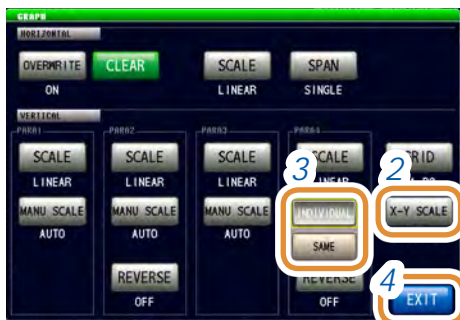 GRAPH
HORIZONTAL
OVERWRITE CLEAR SCALE SPAN
ON LINEAR SINGLE
VERTICAL
PARA1 PARA2 PARA3 PARA4
3 2
SCALE SCALE SCALE SCALE RID
LINEAR LINEAR LINEAR
MANU SCALE MANU SCALE MANU SCALE INDIVIDUAL X-Y SCALE
AUTO AUTO AUTO SAME
4
REVERSE REVERSE EXIT
OFF OFF